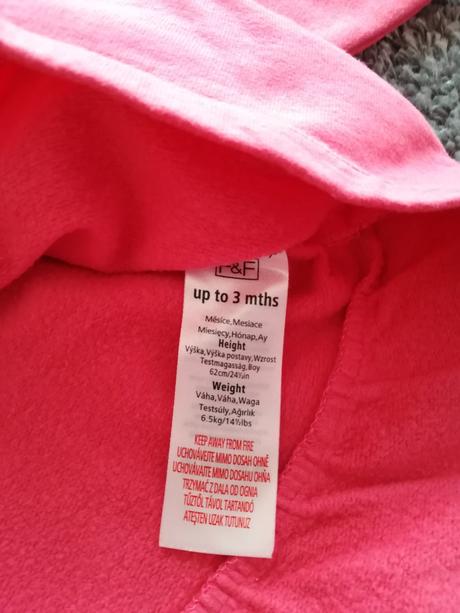 F&F
up to 3 mths
Měsíce,Mesiace
Miesięcy,Hónap,Ay
Height
Výška,Výška postavy,Wzrost
Testmagasság,Boy
62cm/24½in
Weight
Váha,Váha,Waga
Testsúly,Ağırlık
6.5kg/14½lbs
KEEP AWAY FROM FIRE
UCHOVÁVEJTE MIMO DOSAH OHNĚ
UCHOVÁVAJTE MIMO DOSAHU OHŇA
TRZYMAĆ Z DALA OD OGNIA
TŰZTŐL TÁVOL TARTANDÓ
ATEŞTEN UZAK TUTUNUZ